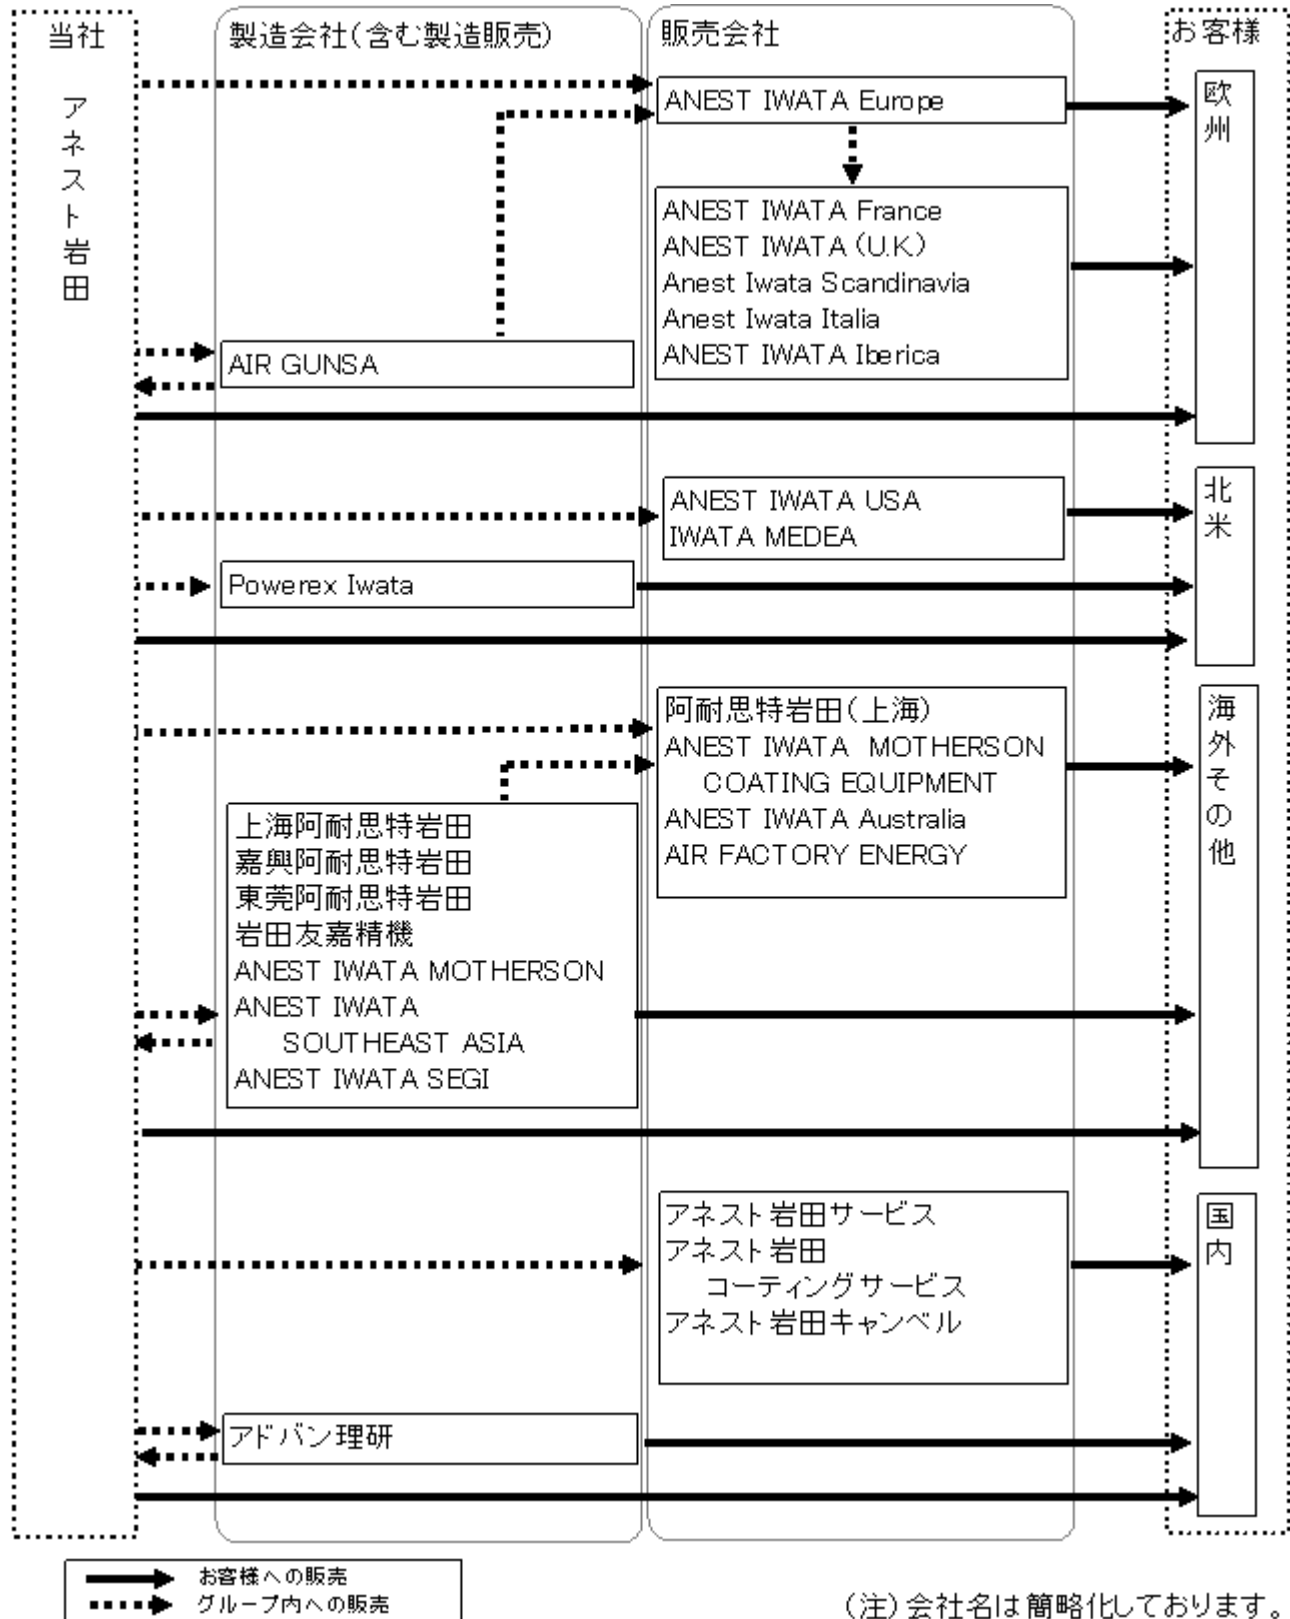 当社
アネスト岩田
製造会社(含む製造販売)
販売会社
お客様
ANEST IWATA Europe
欧州
ANEST IWATA France
ANEST IWATA (U.K)
Anest Iwata Scandinavia
Anest Iwata Italia
ANEST IWATA Iberica
AIR GUNSA
ANEST IWATA USA
IWATA MEDEA
北米
Powerex Iwata
阿耐思特岩田(上海)
ANEST IWATA MOTHERSON
COATING EQUIPMENT
ANEST IWATA Australia
AIR FACTORY ENERGY
海外その他
上海阿耐思特岩田
嘉興阿耐思特岩田
東莞阿耐思特岩田
岩田友嘉精機
ANEST IWATA MOTHERSON
ANEST IWATA
SOUTHEAST ASIA
ANEST IWATA SEGI
アネスト岩田サービス
アネスト岩田
コーティングサービス
アネスト岩田キャンベル
国内
アドバン理研
お客様への販売
グループ内への販売
(注)会社名は簡略化しております。